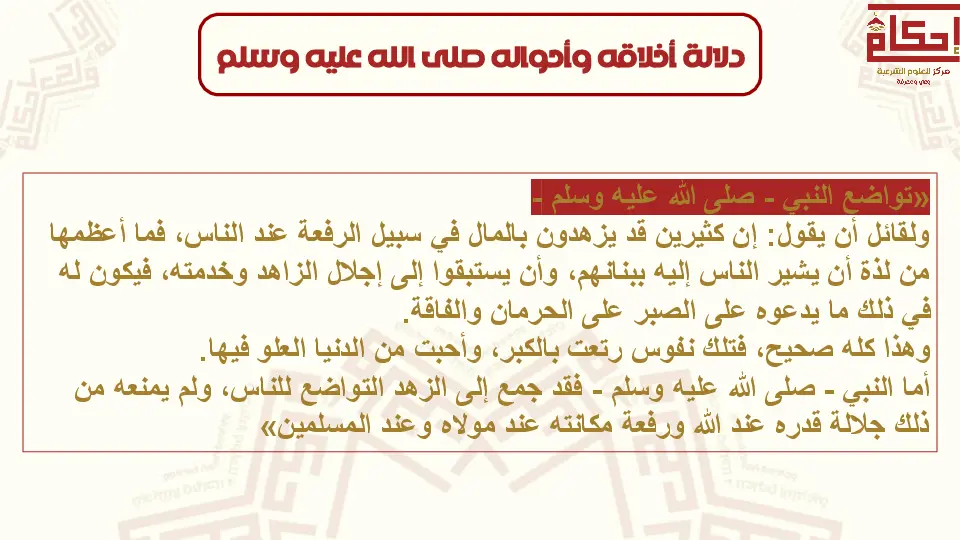 دلالة أخلاقه وأحواله صلى الله عليه وسلم
إحكام
مركز للعلوم الشرعية
وعي ومعرفة
«تواضع النبي - صلى الله عليه وسلم -
ولقائل أن يقول: إن كثيرين قد يزهدون بالمال في سبيل الرفعة عند الناس، فما أعظمها
من لذة أن يشير الناس إليه ببنانهم، وأن يستبقوا إلى إجلال الزاهد وخدمته، فيكون له
في ذلك ما يدعوه على الصبر على الحرمان والفاقة.
وهذا كله صحيح، فتلك نفوس رتعت بالكبر، وأحبت من الدنيا العلو فيها.
أما النبي - صلى الله عليه وسلم - فقد جمع إلى الزهد التواضع للناس، ولم يمنعه من
ذلك جلالة قدره عند الله ورفعة مكانته عند مولاه وعند المسلمين»